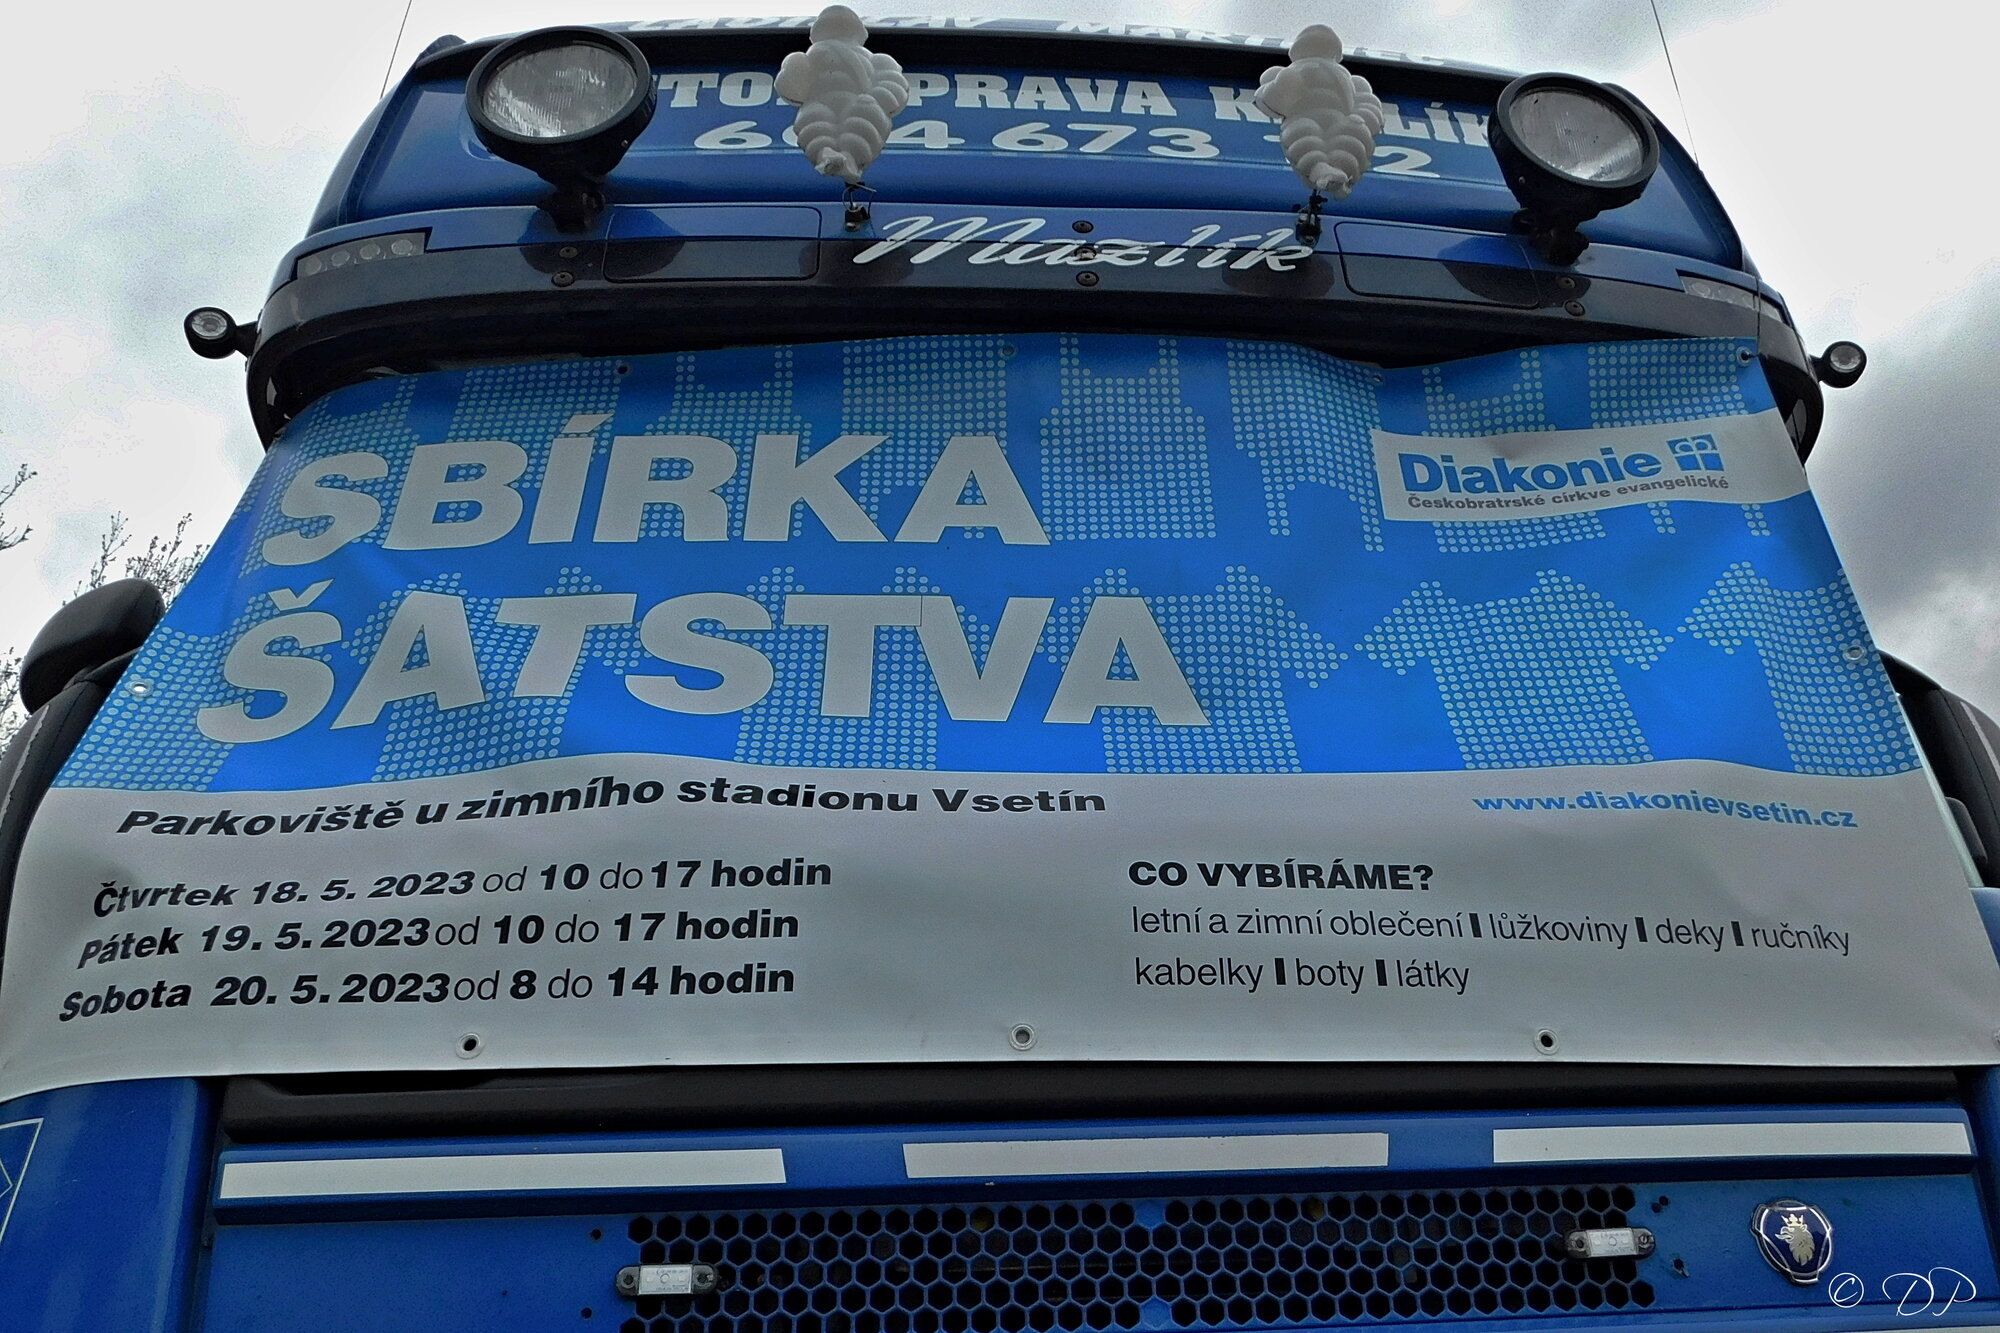 PRAVA
673
Mazlík
SBÍRKA
ŠATSTVA
Diakonie
Českobratrské církve evangelické
Parkoviště u zimního stadionu Vsetín
www.diakonievsetin.cz
Čtvrtek 18. 5. 2023 od 10 do 17 hodin
Pátek 19. 5. 2023 od 10 do 17 hodin
Sobota 20. 5. 2023 od 8 do 14 hodin
CO VYBÍRÁME?
letní a zimní oblečení | lůžkoviny | deky | ručníky
kabelky | boty | látky
© DP